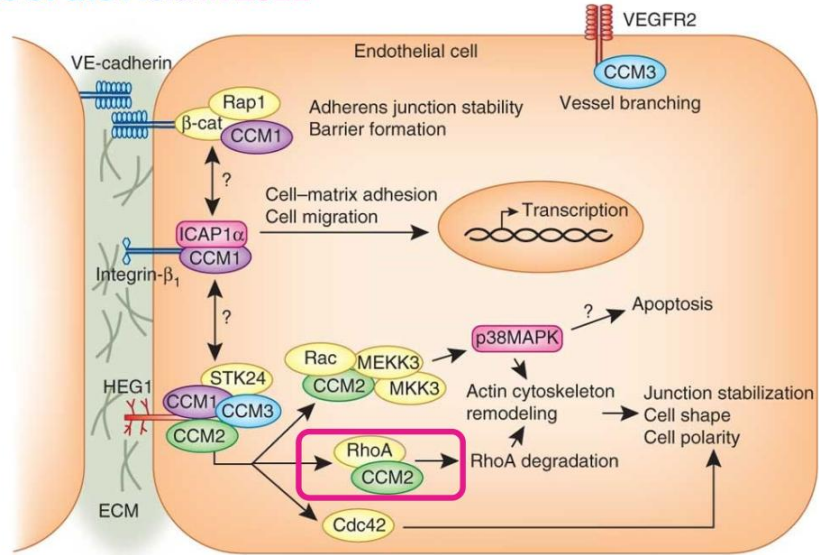 VEGFR2
Endothelial cell
CCM3
Vessel branching
VE-cadherin
Rap1
β-cat
CCM1
Adherens junction stability
Barrier formation
?
Cell–matrix adhesion
Cell migration
Transcription
ICAP1α
CCM1
Integrin-β1
?
Apoptosis
?
p38MAPK
Rac
MEKK3
CCM2
MKK3
STK24
HEG1
CCM1
CCM3
CCM2
Actin cytoskeleton
remodeling
Junction stabilization
Cell shape
Cell polarity
RhoA
CCM2
RhoA degradation
ECM
Cdc42